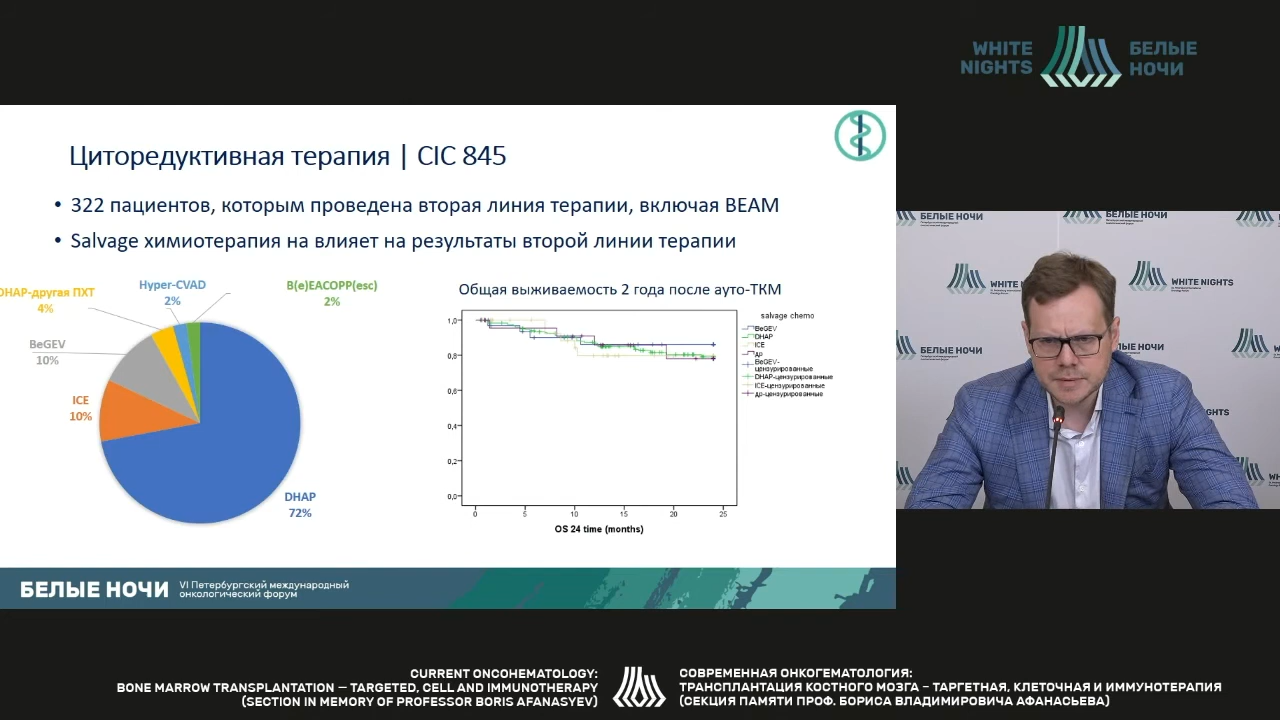 WHITE
NIGHTS
БЕЛЫЕ
НОЧИ
Циторедуктивная терапия | CIC 845
• 322 пациентов, которым проведена вторая линия терапии, включая BEAM
• Salvage химиотерапия на влияет на результаты второй линии терапии
DHAP-другая ПХТ
4%
Hyper-CVAD
2%
B(e)EACOPP(esc)
2%
BeGEV
10%
ICE
10%
DHAP
72%
Общая выживаемость 2 года после ауто-ТКМ
salvage chemo
BeGEV
DHAP
ICE
др
BeGEV-
цензурированные
DHAP-цензурированные
ICE-цензурированные
др-цензурированные
1,0
0,8
0,6
0,4
0,2
0,0
0 5 10 15 20 25
OS 24 time (months)
БЕЛЫЕ НОЧИ
VI Петербургский международный
онкологический форум
БЕЛЫЕ НОЧИ
WHITE NIGHTS
CURRENT ONCOHEMATOLOGY:
BONE MARROW TRANSPLANTATION — TARGETED, CELL AND IMMUNOTHERAPY
(SECTION IN MEMORY OF PROFESSOR BORIS AFANASYEV)
СОВРЕМЕННАЯ ОНКОГЕМАТОЛОГИЯ:
ТРАНСПЛАНТАЦИЯ КОСТНОГО МОЗГА – ТАРГЕТНАЯ, КЛЕТОЧНАЯ И ИММУНОТЕРАПИЯ
(СЕКЦИЯ ПАМЯТИ ПРОФ. БОРИСА ВЛАДИМИРОВИЧА АФАНАСЬЕВА)